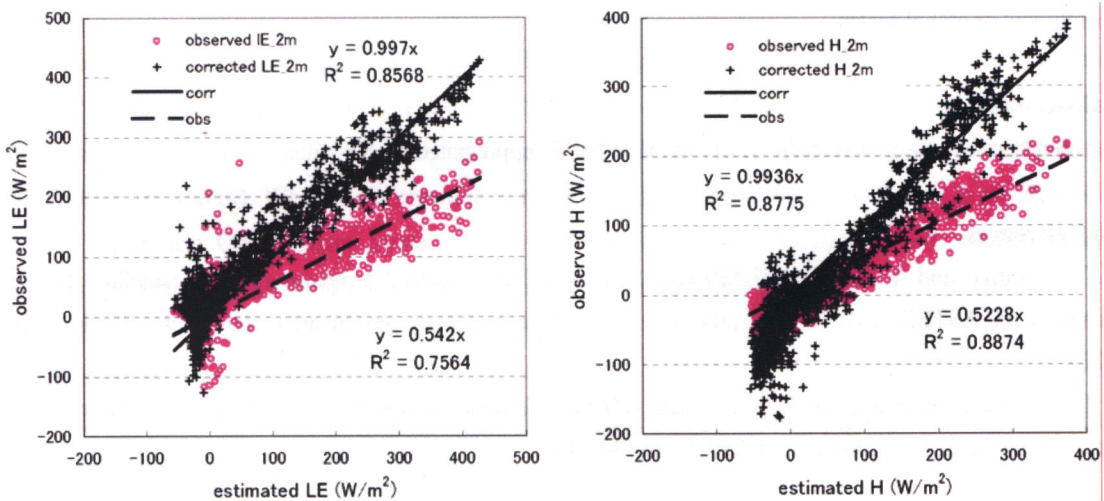 500
400
300
200
100
0
-100
-200
-200 -100 0 100 200 300 400 500
observed LE (W/m²)
estimated LE (W/m²)
observed lE_2m
corrected LE_2m
corr
obs
y = 0.997x
R² = 0.8568
y = 0.542x
R² = 0.7564
400
300
200
100
0
-100
-200
-200 -100 0 100 200 300 400
observed H (W/m²)
estimated H (W/m²)
observed H_2m
corrected H_2m
corr
obs
y = 0.9936x
R² = 0.8775
y = 0.5228x
R² = 0.8874